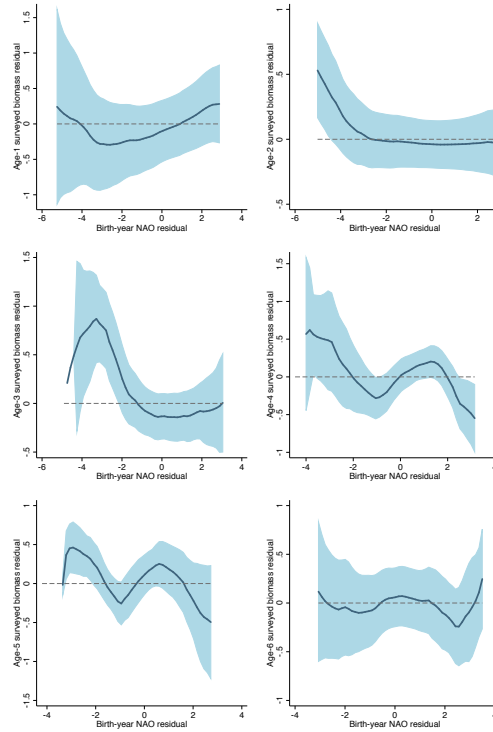 Age-1 surveyed biomass residual
1.5
1
.5
0
-.5
-1
-6 -4 -2 0 2 4
Birth-year NAO residual
Age-2 surveyed biomass residual
1
.5
0
-.5
-6 -4 -2 0 2 4
Birth-year NAO residual
Age-3 surveyed biomass residual
1.5
1
.5
0
-.5
-6 -4 -2 0 2 4
Birth-year NAO residual
Age-4 surveyed biomass residual
1.5
1
.5
0
-.5
-1
-4 -2 0 2 4
Birth-year NAO residual
Age-5 surveyed biomass residual
1
.5
0
-.5
-1
-1.5
-4 -2 0 2 4
Birth-year NAO residual
Age-6 surveyed biomass residual
1
.5
0
-.5
-1
-4 -2 0 2 4
Birth-year NAO residual